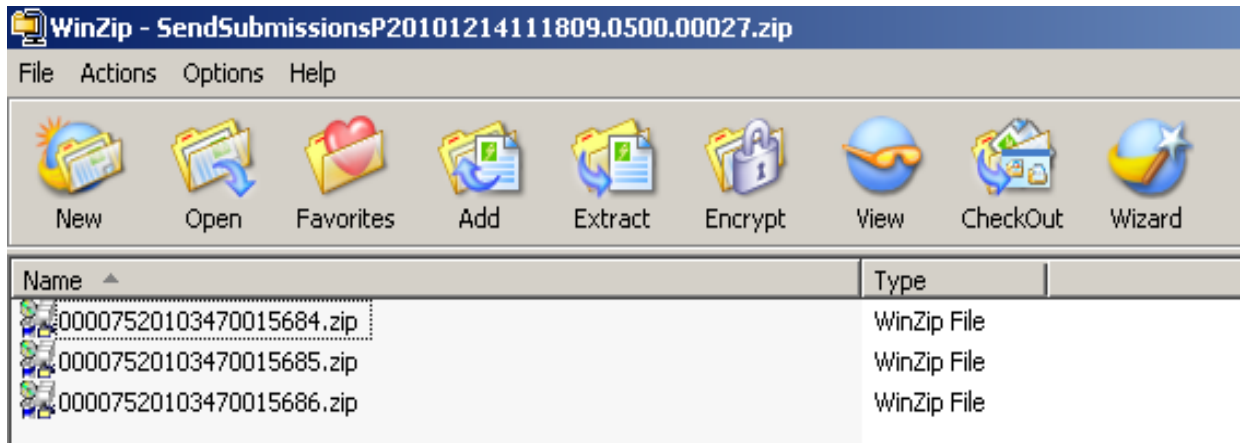 WinZip - SendSubmissionsP20101214111809.0500.00027.zip
File Actions Options Help
New Open Favorites Add Extract Encrypt View CheckOut Wizard
Name Type
00007520103470015684.zip WinZip File
00007520103470015685.zip WinZip File
00007520103470015686.zip WinZip File